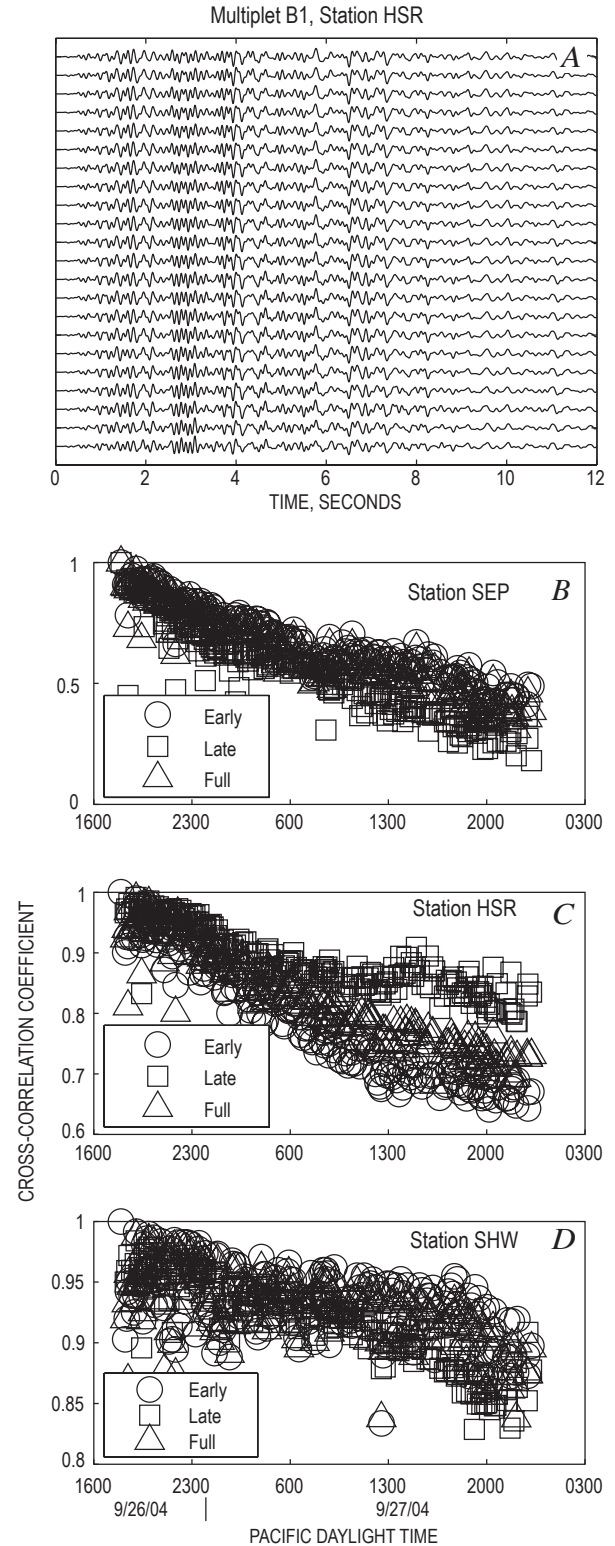 Multiplet B1, Station HSR
A
0 2 4 6 8 10 12
TIME, SECONDS
1
Station SEP B
0.5
Early
Late
Full
0
1600 2300 600 1300 2000 0300
1
Station HSR C
0.9
0.8
Early
Late
0.7
Full
0.6
1600 2300 600 1300 2000 0300
CROSS-CORRELATION COEFFICIENT
1
Station SHW D
0.95
0.9
Early
0.85
Late
Full
0.8
1600 2300 600 1300 2000 0300
9/26/04 9/27/04
PACIFIC DAYLIGHT TIME